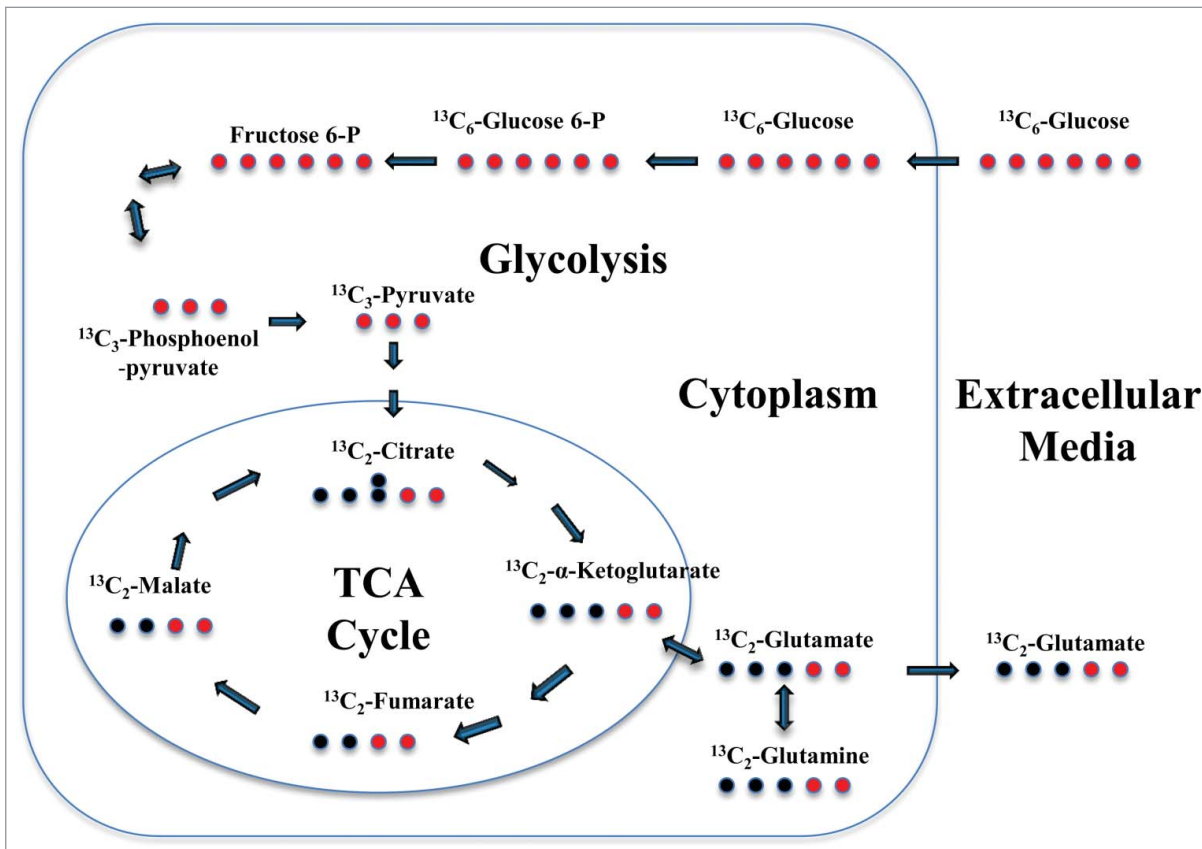 Fructose 6-P
¹³C₆-Glucose 6-P
¹³C₆-Glucose
¹³C₆-Glucose
Glycolysis
¹³C₃-Phosphoenol
-pyruvate
¹³C₃-Pyruvate
Cytoplasm
Extracellular
Media
¹³C₂-Citrate
¹³C₂-Malate
TCA
Cycle
¹³C₂-α-Ketoglutarate
¹³C₂-Fumarate
¹³C₂-Glutamate
¹³C₂-Glutamate
¹³C₂-Glutamine